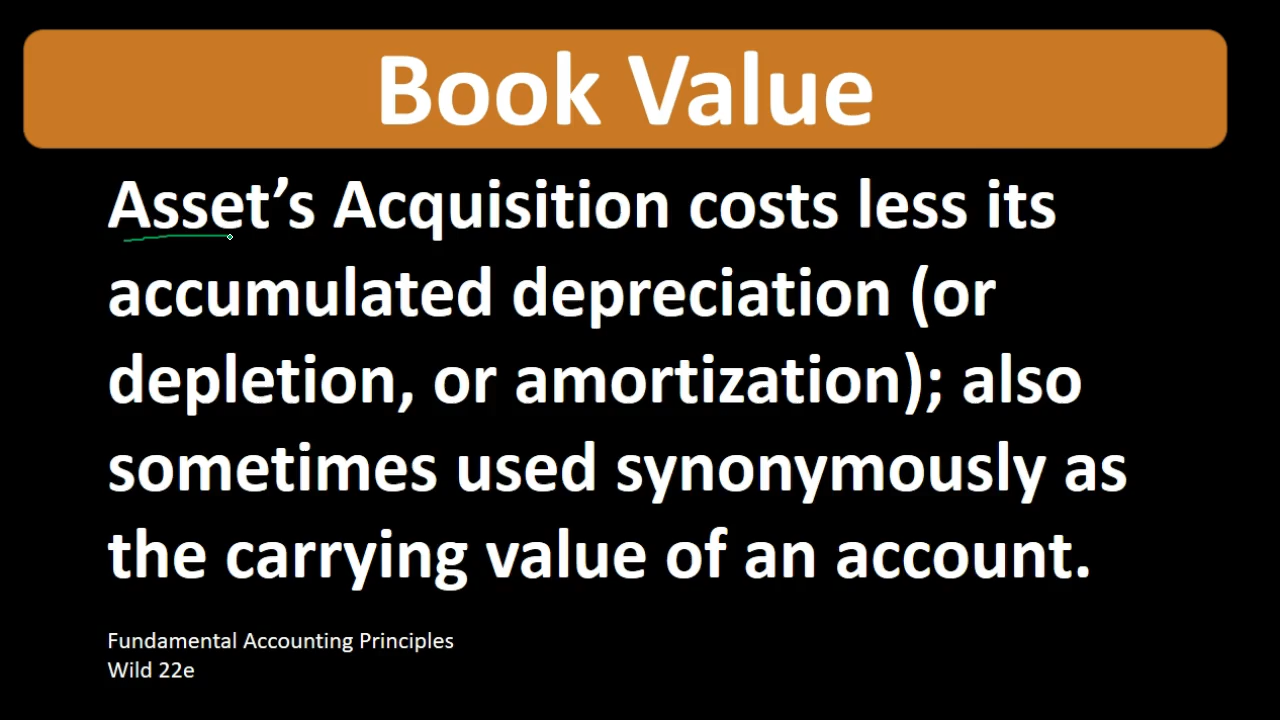 Book Value
Asset’s Acquisition costs less its
accumulated depreciation (or
depletion, or amortization); also
sometimes used synonymously as
the carrying value of an account.
Fundamental Accounting Principles
Wild 22e